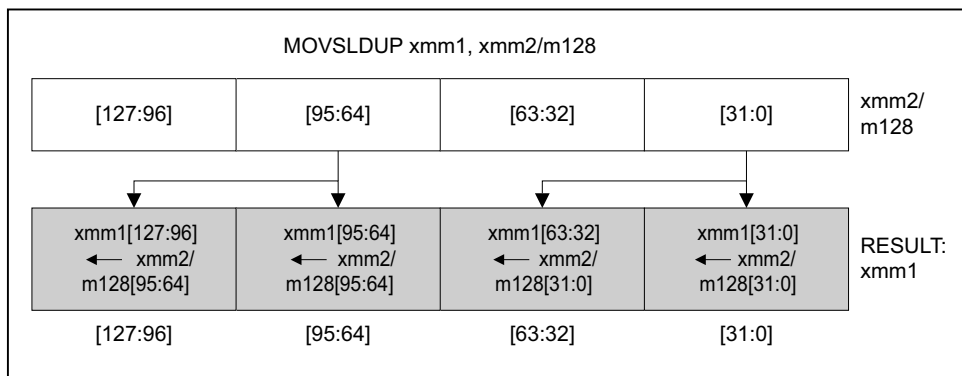 MOVSLDUP xmm1, xmm2/m128
[127:96] [95:64] [63:32] [31:0]
xmm2/
m128
xmm1[127:96] xmm1[95:64] xmm1[63:32] xmm1[31:0]
← xmm2/ ← xmm2/ ← xmm2/ ← xmm2/
m128[95:64] m128[95:64] m128[31:0] m128[31:0]
RESULT:
xmm1
[127:96] [95:64] [63:32] [31:0]